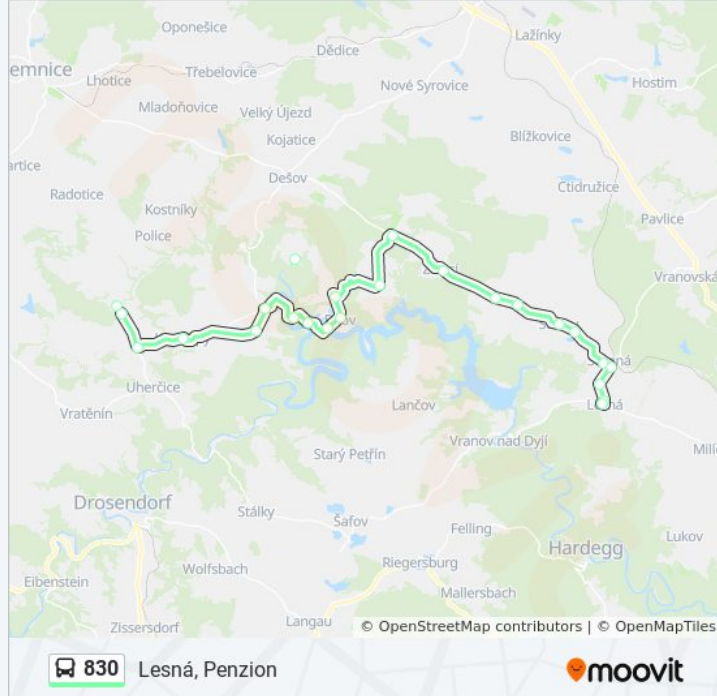 Oponešice
Lažínky
Dědice
emnice
Třebelovice
Lhotice
Nové Syrovice
Hostim
Mladoňovice
Velký Újezd
Kojatice
Blížkovice
artice
Dešov
Ctidružice
Radotice
Kostníky
Pavlice
Police
Vranovská
Uherčice
Lančov
Vratěnín
Vranov nad Dyjí
Milíč
Starý Petřín
Drosendorf
Stálky
Šafov
Felling
Lukov
Hardegg
Wolfsbach
Riegersburg
Eibenstein
Mallersbach
Langau
Zissersdorf
© OpenStreetMap contributors | © OpenMapTiles
830 Lesná, Penzion
moovit